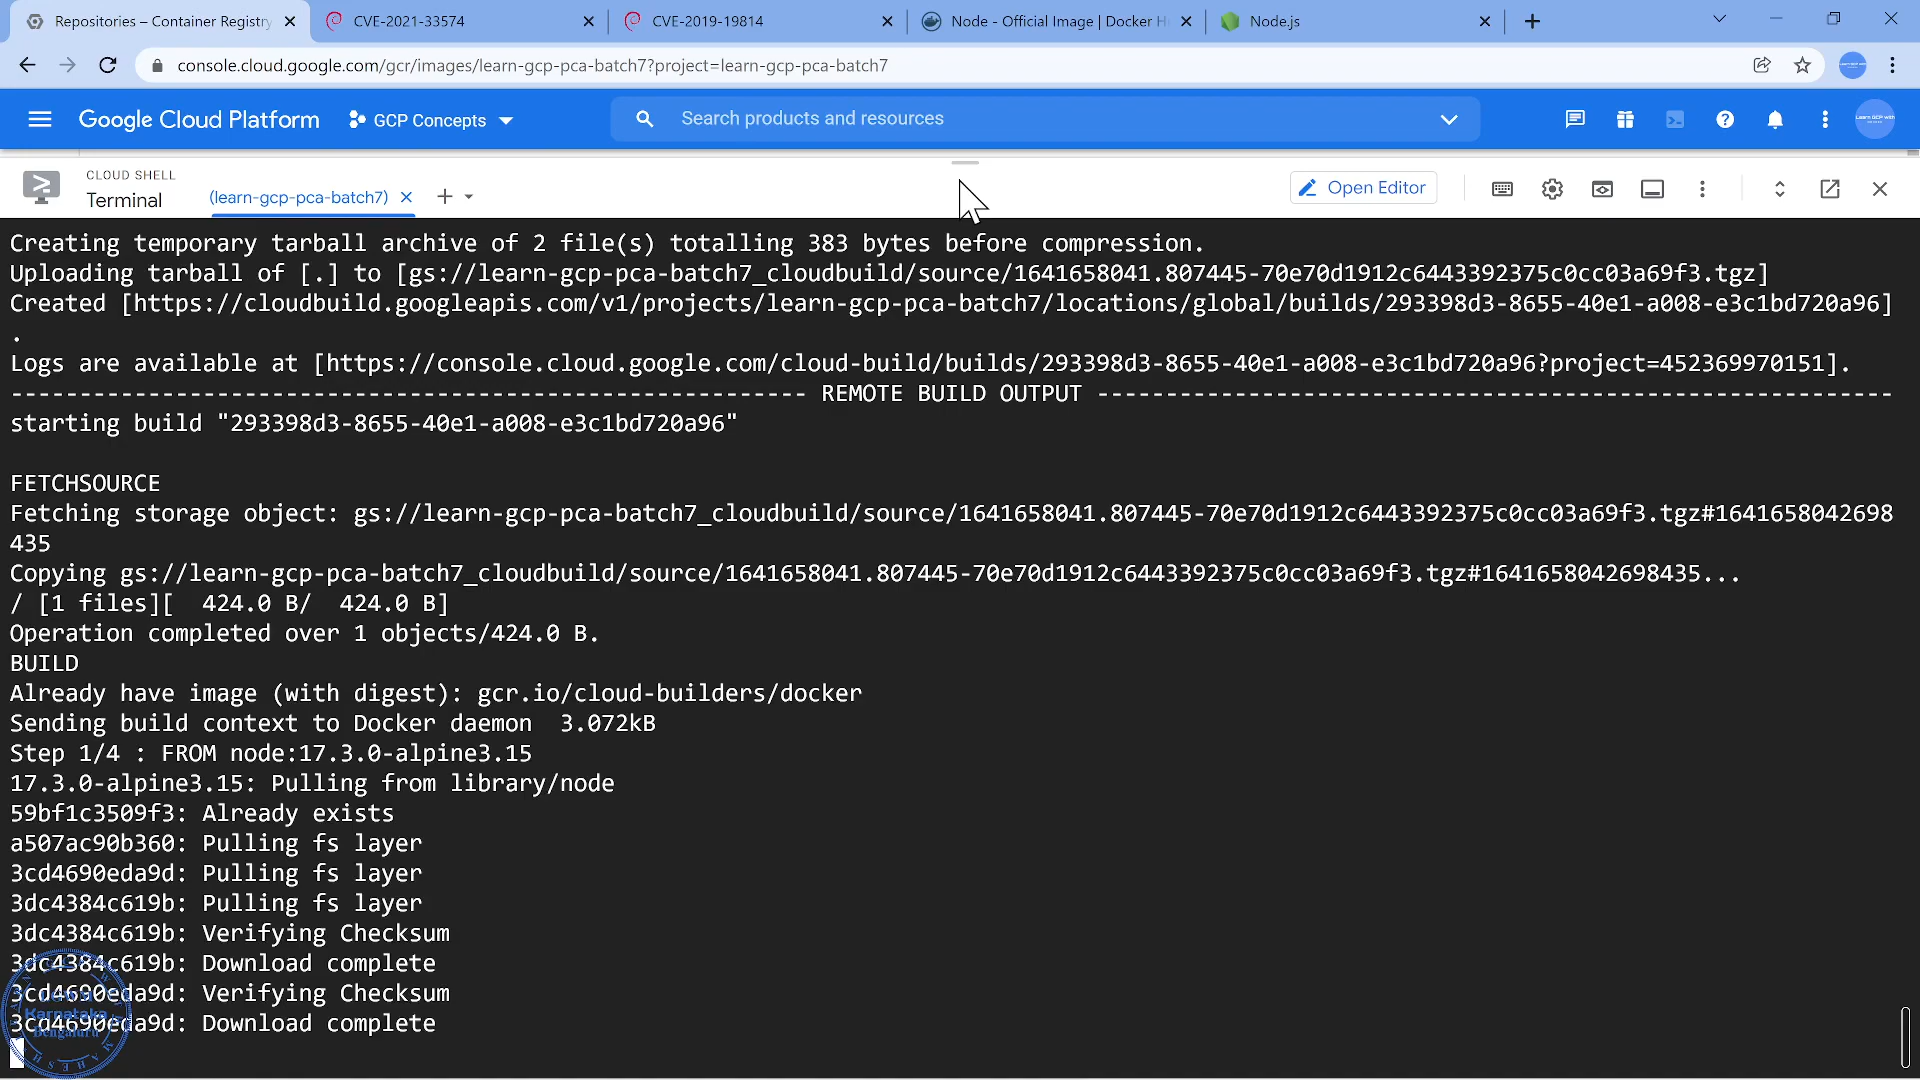 Repositories – Container Registry
CVE-2021-33574
CVE-2019-19814
Node - Official Image | Docker H
Node.js
console.cloud.google.com/gcr/images/learn-gcp-pca-batch7?project=learn-gcp-pca-batch7
Google Cloud Platform
GCP Concepts
Search products and resources
CLOUD SHELL
Terminal
(learn-gcp-pca-batch7)
Open Editor
Creating temporary tarball archive of 2 file(s) totalling 383 bytes before compression.
Uploading tarball of [.] to [gs://learn-gcp-pca-batch7_cloudbuild/source/1641658041.807445-70e70d1912c6443392375c0cc03a69f3.tgz]
Created [https://cloudbuild.googleapis.com/v1/projects/learn-gcp-pca-batch7/locations/global/builds/293398d3-8655-40e1-a008-e3c1bd720a96]
.
Logs are available at [https://console.cloud.google.com/cloud-build/builds/293398d3-8655-40e1-a008-e3c1bd720a96?project=452369970151].
---------------------------------------------------------- REMOTE BUILD OUTPUT ----------------------------------------------------------
starting build "293398d3-8655-40e1-a008-e3c1bd720a96"
FETCHSOURCE
Fetching storage object: gs://learn-gcp-pca-batch7_cloudbuild/source/1641658041.807445-70e70d1912c6443392375c0cc03a69f3.tgz#1641658042698
435
Copying gs://learn-gcp-pca-batch7_cloudbuild/source/1641658041.807445-70e70d1912c6443392375c0cc03a69f3.tgz#1641658042698435...
/ [1 files][  424.0 B/  424.0 B]
Operation completed over 1 objects/424.0 B.
BUILD
Already have image (with digest): gcr.io/cloud-builders/docker
Sending build context to Docker daemon  3.072kB
Step 1/4 : FROM node:17.3.0-alpine3.15
17.3.0-alpine3.15: Pulling from library/node
59bf1c3509f3: Already exists
a507ac90b360: Pulling fs layer
3cd4690eda9d: Pulling fs layer
3dc4384c619b: Pulling fs layer
3dc4384c619b: Verifying Checksum
3dc4384c619b: Download complete
3cd4690eda9d: Verifying Checksum
3cd4690eda9d: Download complete
Karnataka
Bengaluru